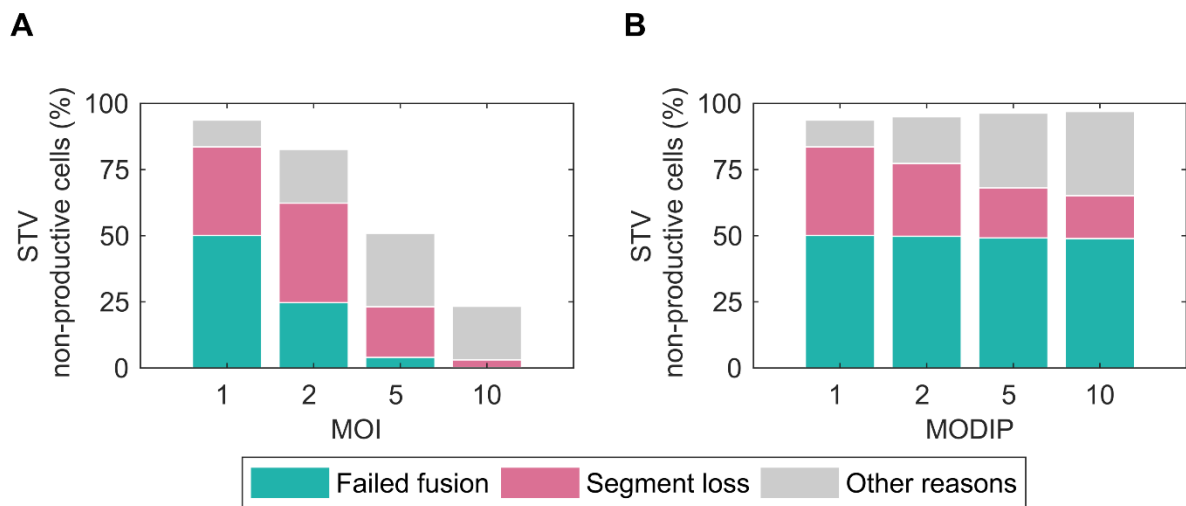 A
STV
non-productive cells (%)
100
75
50
25
0
1 2 5 10
MOI
B
STV
non-productive cells (%)
100
75
50
25
0
1 2 5 10
MODIP
Failed fusion Segment loss Other reasons